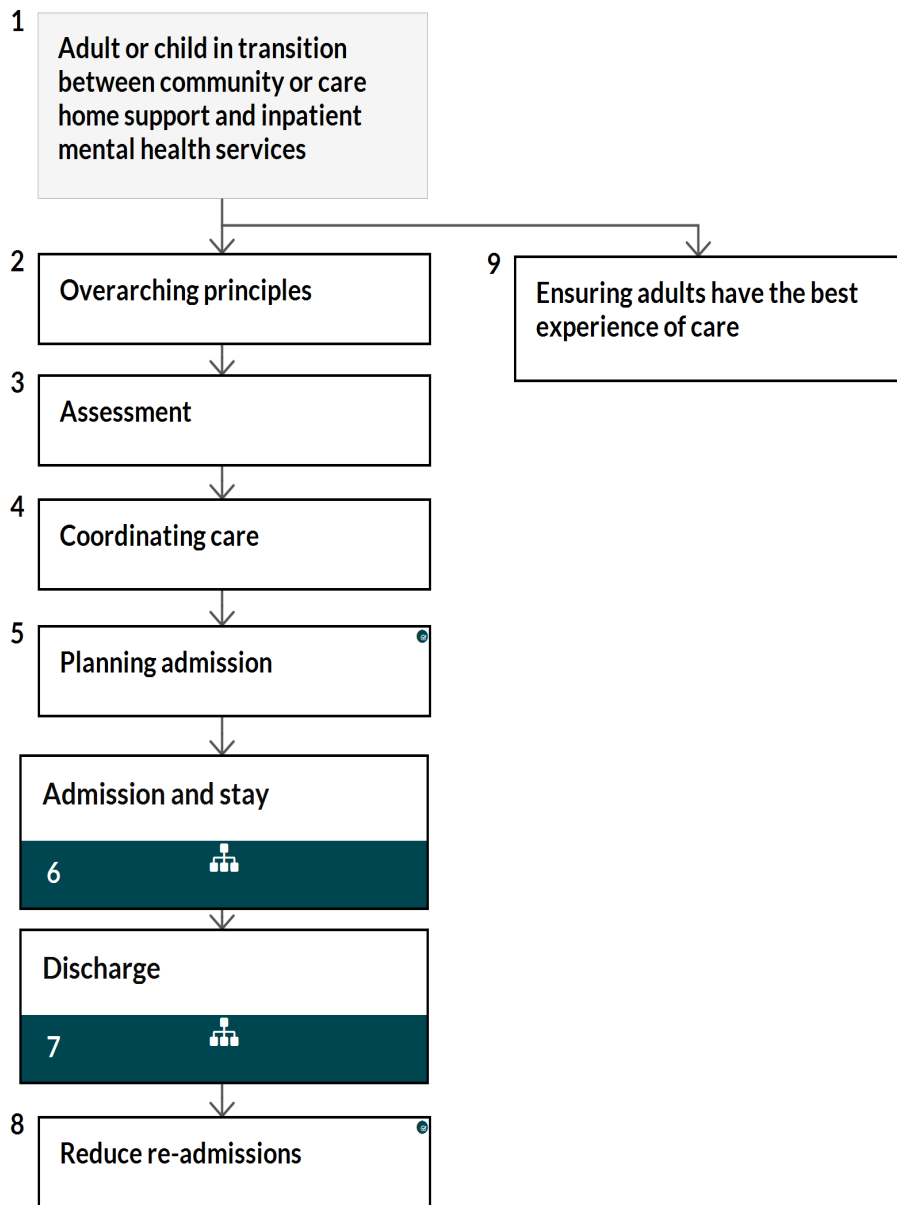 1
Adult or child in transition
between community or care
home support and inpatient
mental health services
2
Overarching principles
9
Ensuring adults have the best
experience of care
3
Assessment
4
Coordinating care
5
Planning admission
Admission and stay
6
Discharge
7
8
Reduce re-admissions